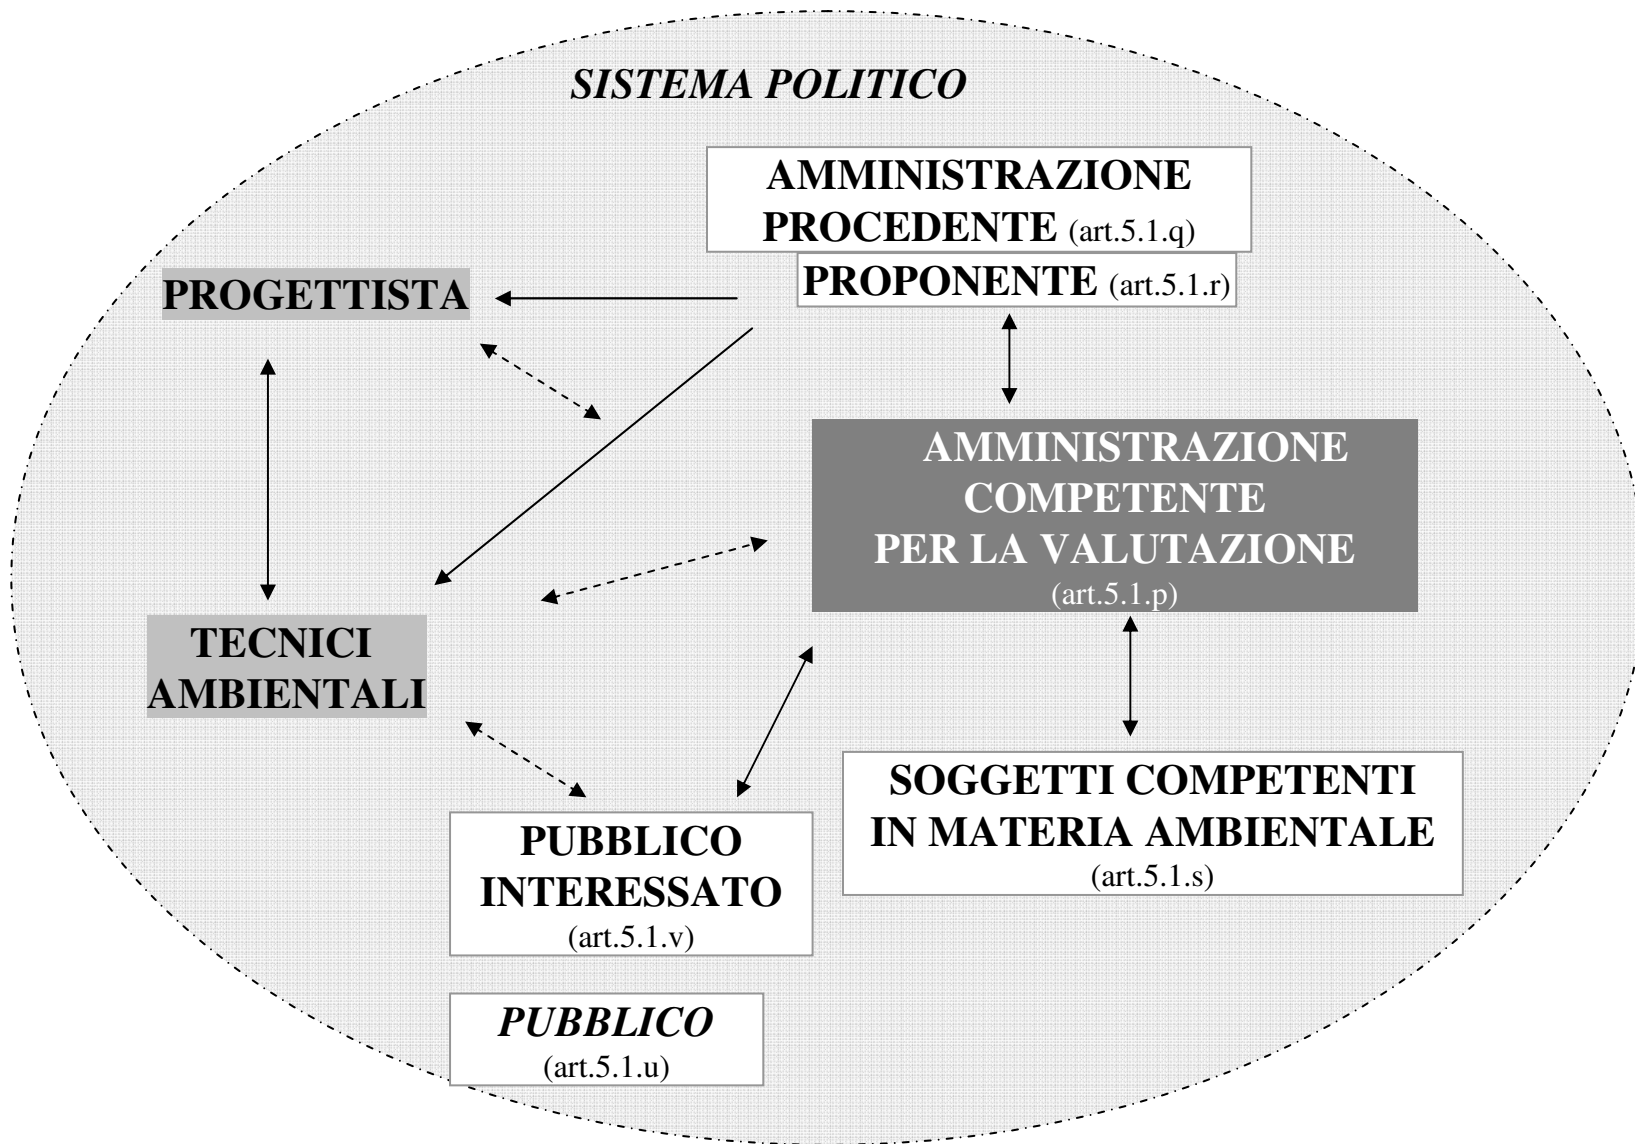 SISTEMA POLITICO
AMMINISTRAZIONE
PROCEDENTE (art.5.1.q)
PROPONENTE (art.5.1.r)
PROGETTISTA
AMMINISTRAZIONE
COMPETENTE
PER LA VALUTAZIONE
(art.5.1.p)
TECNICI
AMBIENTALI
SOGGETTI COMPETENTI
IN MATERIA AMBIENTALE
(art.5.1.s)
PUBBLICO
INTERESSATO
(art.5.1.v)
PUBBLICO
(art.5.1.u)